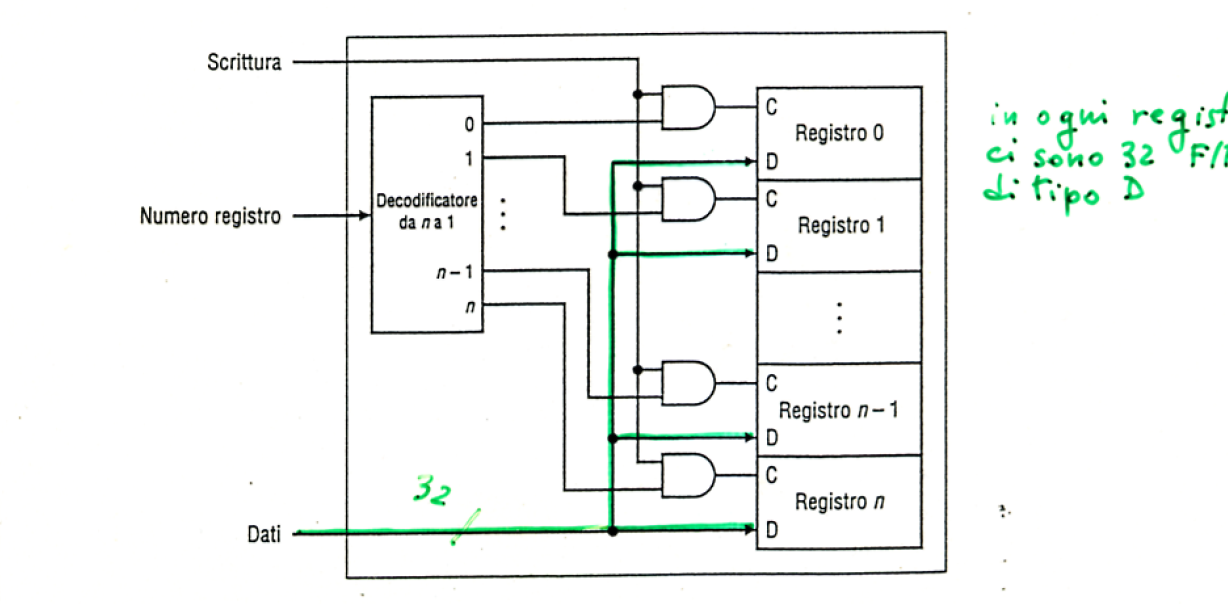 Scrittura
0
1
Decodificatore
da n a 1
n – 1
n
Numero registro
Dati
32
C
Registro 0
D
C
Registro 1
D
C
Registro n – 1
D
C
Registro n
D
in ogni
ci sono 32
di tipo D